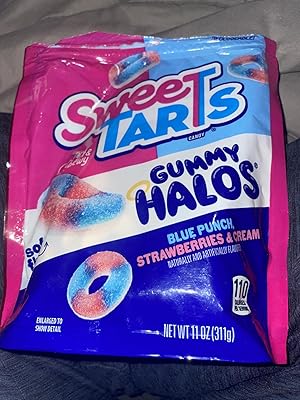 SweeTARTS
CANDY
®
Chewy
GUMMY
HALOS®
BLUE PUNCH,
STRAWBERRIES & CREAM
NATURALLY AND ARTIFICIALLY FLAVORED
110
ENLARGED TO
SHOW DETAIL
NET WT 11 OZ (311g)